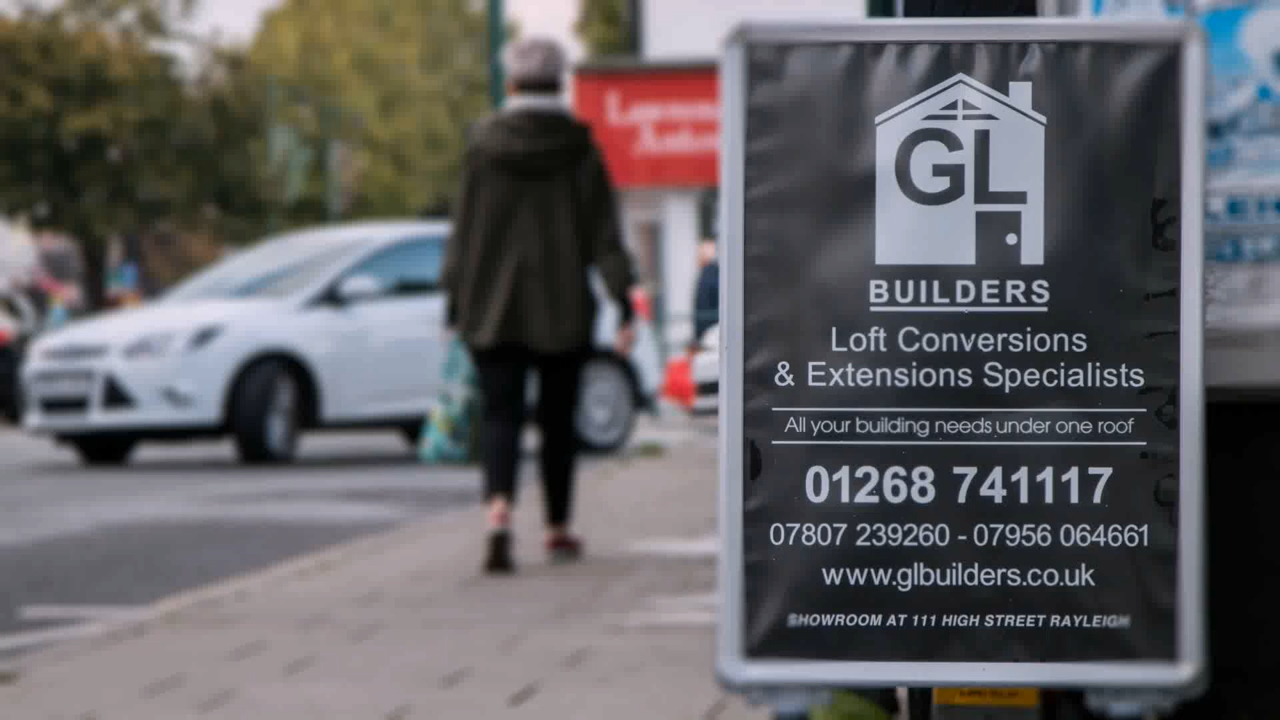 GL
BUILDERS
Loft Conversions
& Extensions Specialists
All your building needs under one roof
01268 741117
07807 239260 - 07956 064661
www.glbuilders.co.uk
SHOWROOM AT 111 HIGH STREET RAYLEIGH